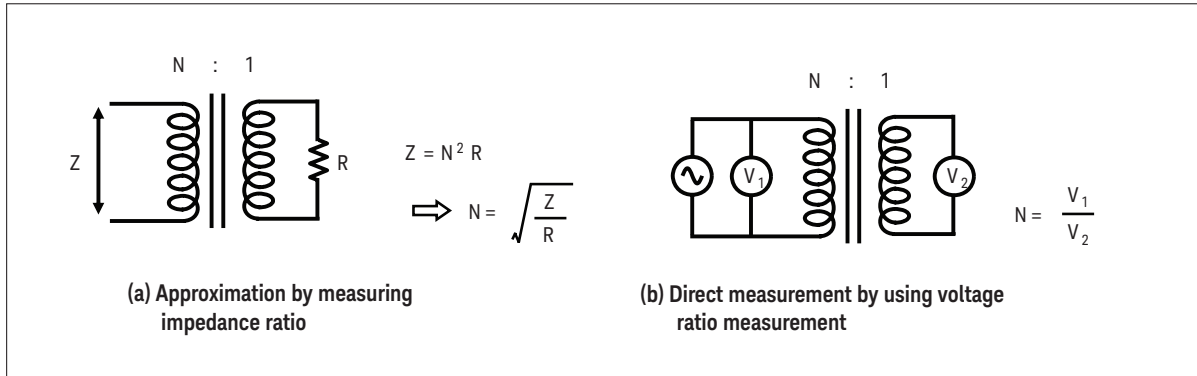 N : 1
Z
R
Z = N² R
⇨ N = √(Z/R)
(a) Approximation by measuring
impedance ratio
N : 1
V₁
V₂
N = V₁/V₂
(b) Direct measurement by using voltage
ratio measurement